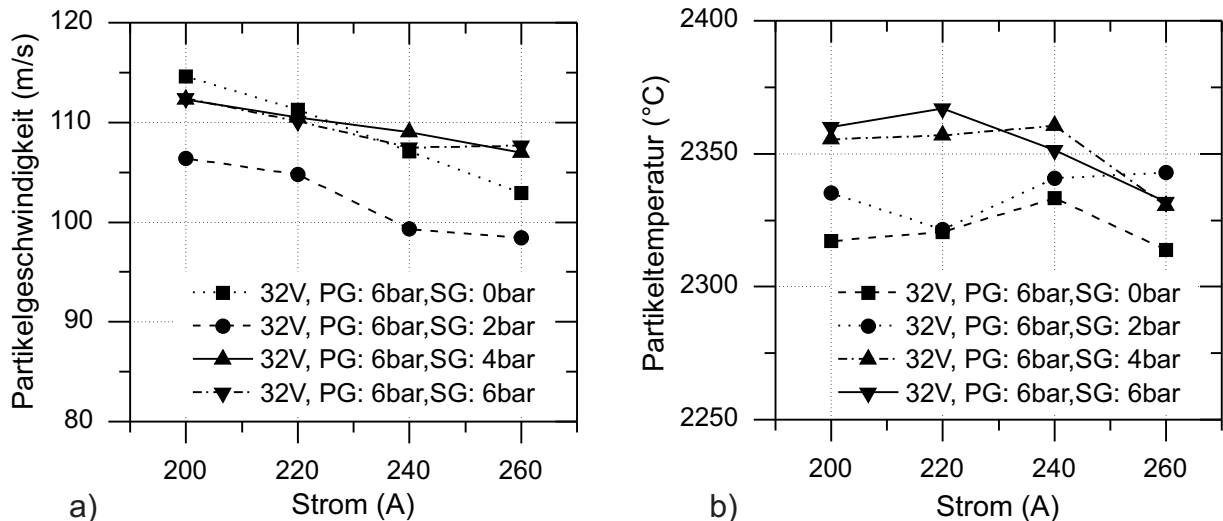 120
110
100
90
80
Partikelgeschwindigkeit (m/s)
32V, PG: 6bar,SG: 0bar
32V, PG: 6bar,SG: 2bar
32V, PG: 6bar,SG: 4bar
32V, PG: 6bar,SG: 6bar
200 220 240 260
Strom (A)
a)
2400
2350
2300
2250
Partikeltemperatur (°C)
32V, PG: 6bar,SG: 0bar
32V, PG: 6bar,SG: 2bar
32V, PG: 6bar,SG: 4bar
32V, PG: 6bar,SG: 6bar
200 220 240 260
Strom (A)
b)